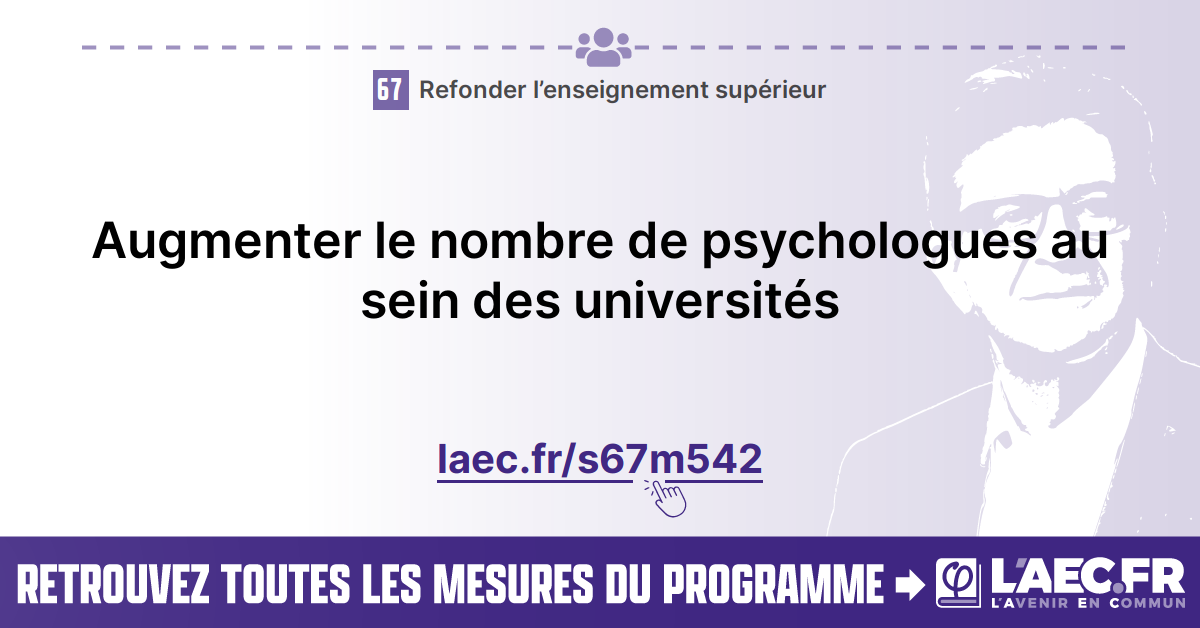 67 Refonder l’enseignement supérieur
Augmenter le nombre de psychologues au
sein des universités
laec.fr/s67m542
RETROUVEZ TOUTES LES MESURES DU PROGRAMME
L'AEC.FR
L'AVENIR EN COMMUN